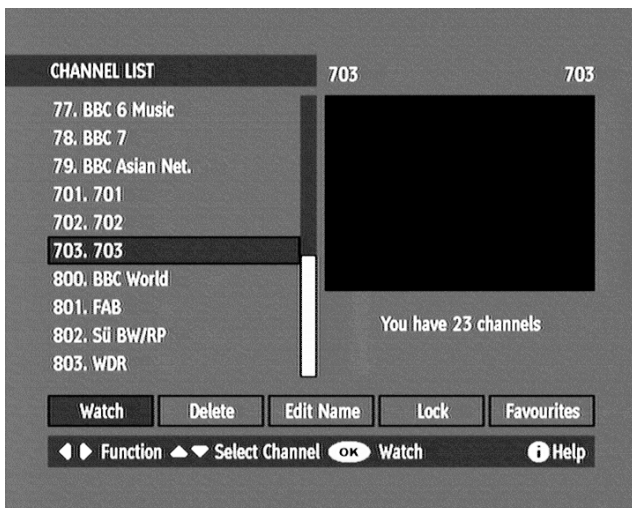 CHANNEL LIST
703 703
77. BBC 6 Music
78. BBC 7
79. BBC Asian Net.
701. 701
702. 702
703. 703
800. BBC World
801. FAB
802. Sü BW/RP
803. WDR
You have 23 channels
Watch Delete Edit Name Lock Favourites
Function Select Channel OK Watch i Help